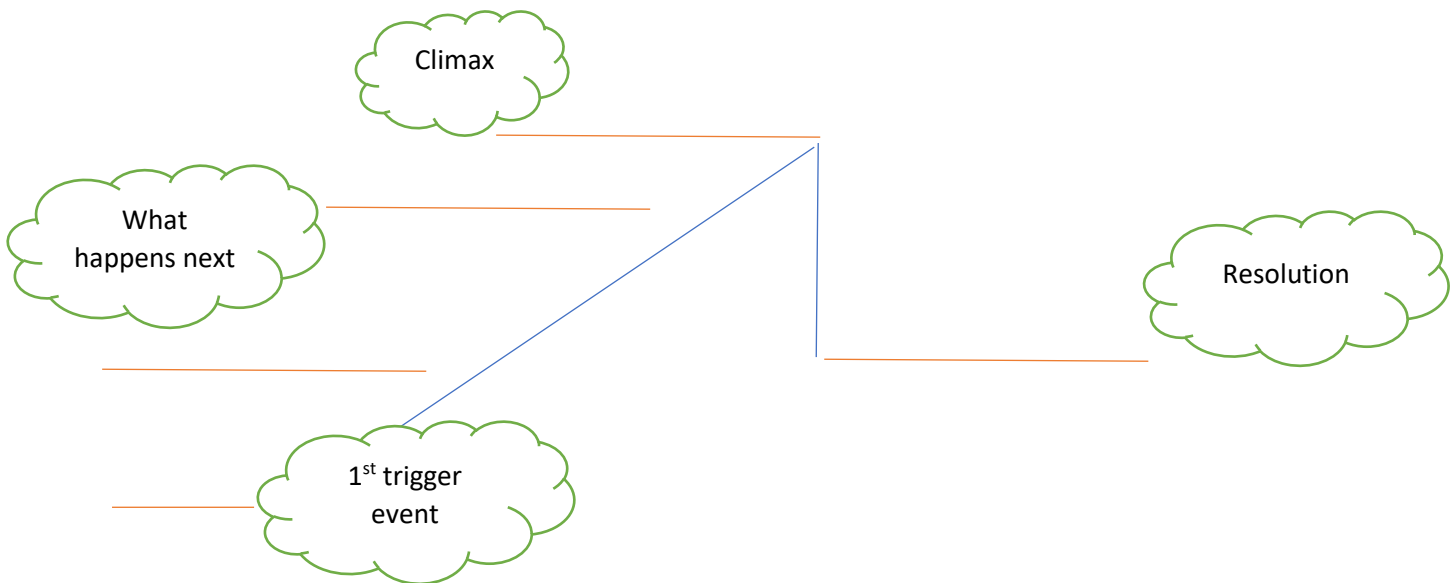 Climax
What
happens next
Resolution
1st trigger
event